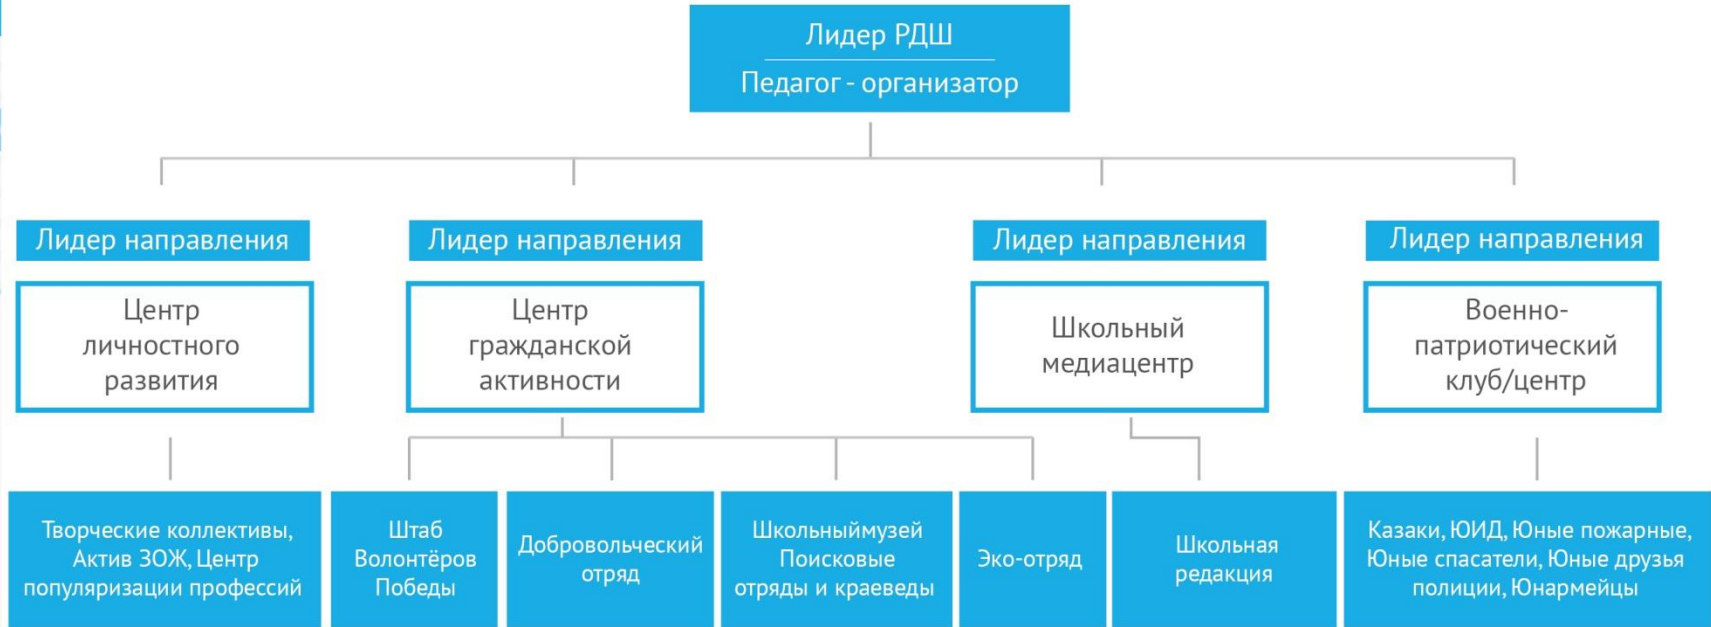 Лидер РДШ
Педагог - организатор
Лидер направления
Лидер направления
Лидер направления
Лидер направления
Центр
личностного
развития
Центр
гражданской
активности
Школьный
медиацентр
Военно-
патриотический
клуб/центр
Творческие коллективы,
Актив ЗОЖ, Центр
популяризации профессий
Штаб
Волонтёров
Победы
Добровольческий
отряд
Школьныймузей
Поисковые
отряды и краеведы
Эко-отряд
Школьная
редакция
Казаки, ЮИД, Юные пожарные,
Юные спасатели, Юные друзья
полиции, Юнармейцы